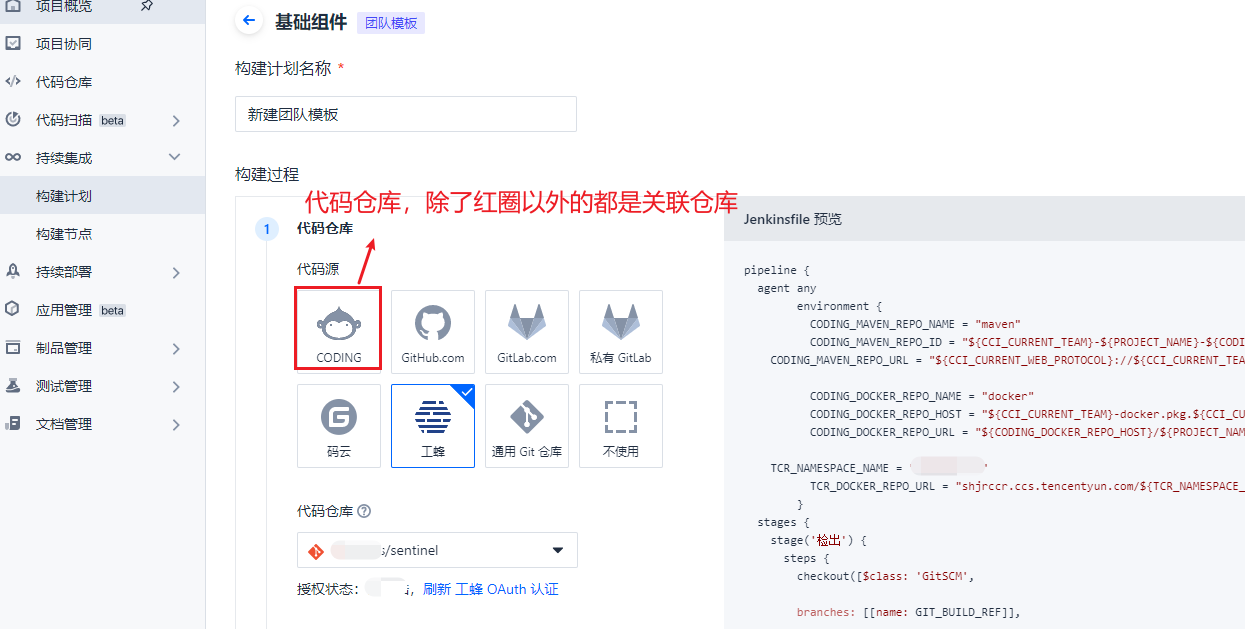 项目概览
项目协同
代码仓库
代码扫描 beta
持续集成
构建计划
构建节点
持续部署
应用管理 beta
制品管理
测试管理
文档管理
基础组件 团队模板
构建计划名称 *
新建团队模板
构建过程
代码仓库，除了红圈以外的都是关联仓库
1 代码仓库
代码源
CODING
GitHub.com
GitLab.com
私有 GitLab
码云
工蜂
通用 Git 仓库
不使用
代码仓库
s/sentinel
授权状态： ，刷新 工蜂 OAuth 认证
Jenkinsfile 预览
pipeline {
agent any
environment {
CODING_MAVEN_REPO_NAME = "maven"
CODING_MAVEN_REPO_ID = "${CCI_CURRENT_TEAM}-${PROJECT_NAME}-${CODI
CODING_MAVEN_REPO_URL = "${CCI_CURRENT_WEB_PROTOCOL}://${CCI_CURRENT_TEA
CODING_DOCKER_REPO_NAME = "docker"
CODING_DOCKER_REPO_HOST = "${CCI_CURRENT_TEAM}-docker.pkg.${CCI_CU
CODING_DOCKER_REPO_URL = "${CODING_DOCKER_REPO_HOST}/${PROJECT_NAM
TCR_NAMESPACE_NAME = ' '
TCR_DOCKER_REPO_URL = "shjrccr.ccs.tencentyun.com/${TCR_NAMESPACE_
}
stages {
stage('检出') {
steps {
checkout([$class: 'GitSCM',
branches: [[name: GIT_BUILD_REF]],